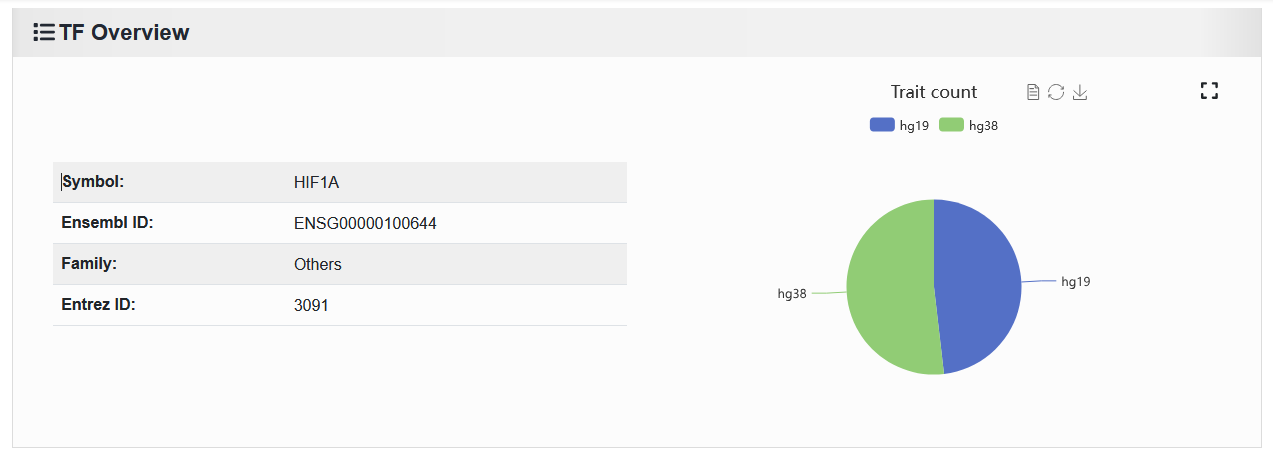 TF Overview
Trait count
hg19 hg38
Symbol: HIF1A
Ensembl ID: ENSG00000100644
Family: Others
Entrez ID: 3091
hg38
hg19